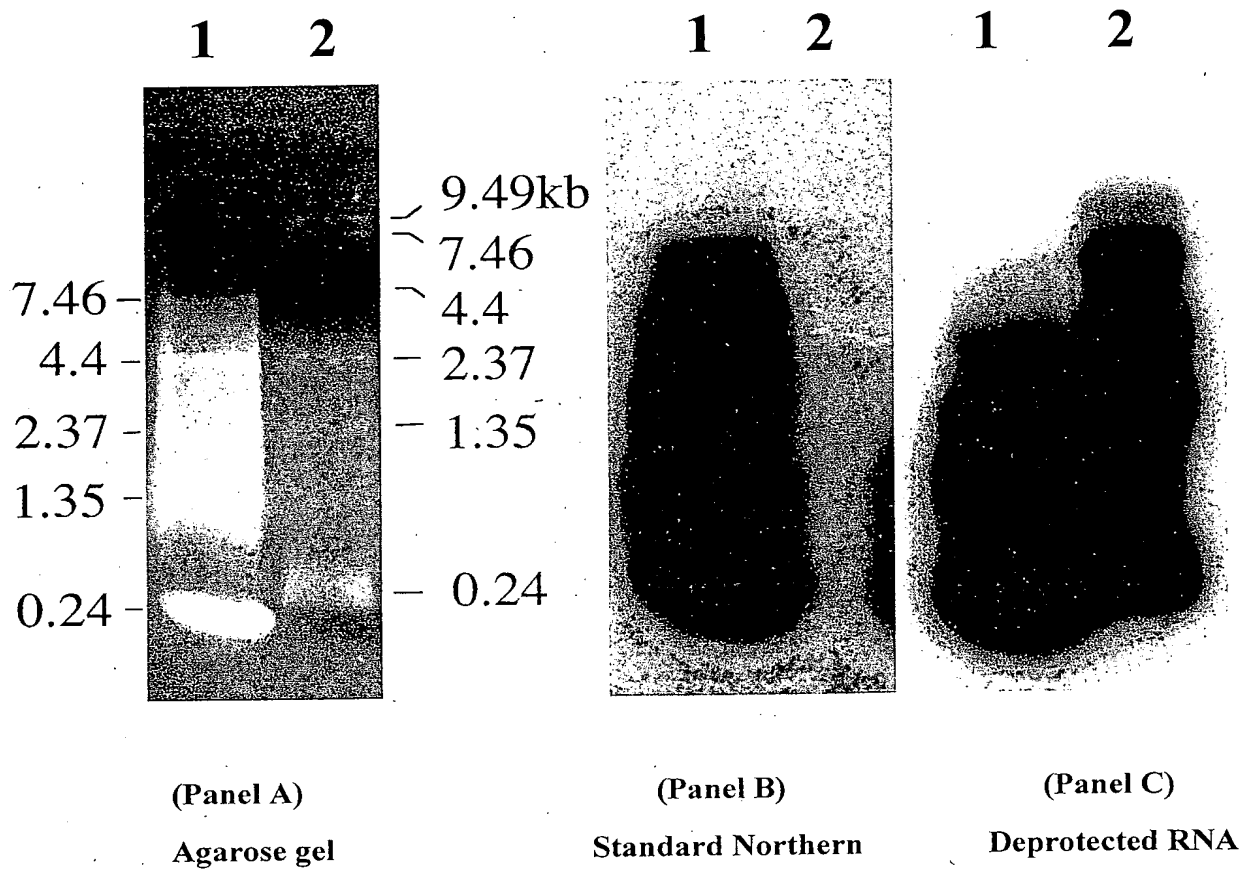 1 2
1 2
1 2
9.49kb
7.46
4.4
2.37
1.35
0.24
7.46
4.4
2.37
1.35
0.24
(Panel A)
Agarose gel
(Panel B)
Standard Northern
(Panel C)
Deprotected RNA